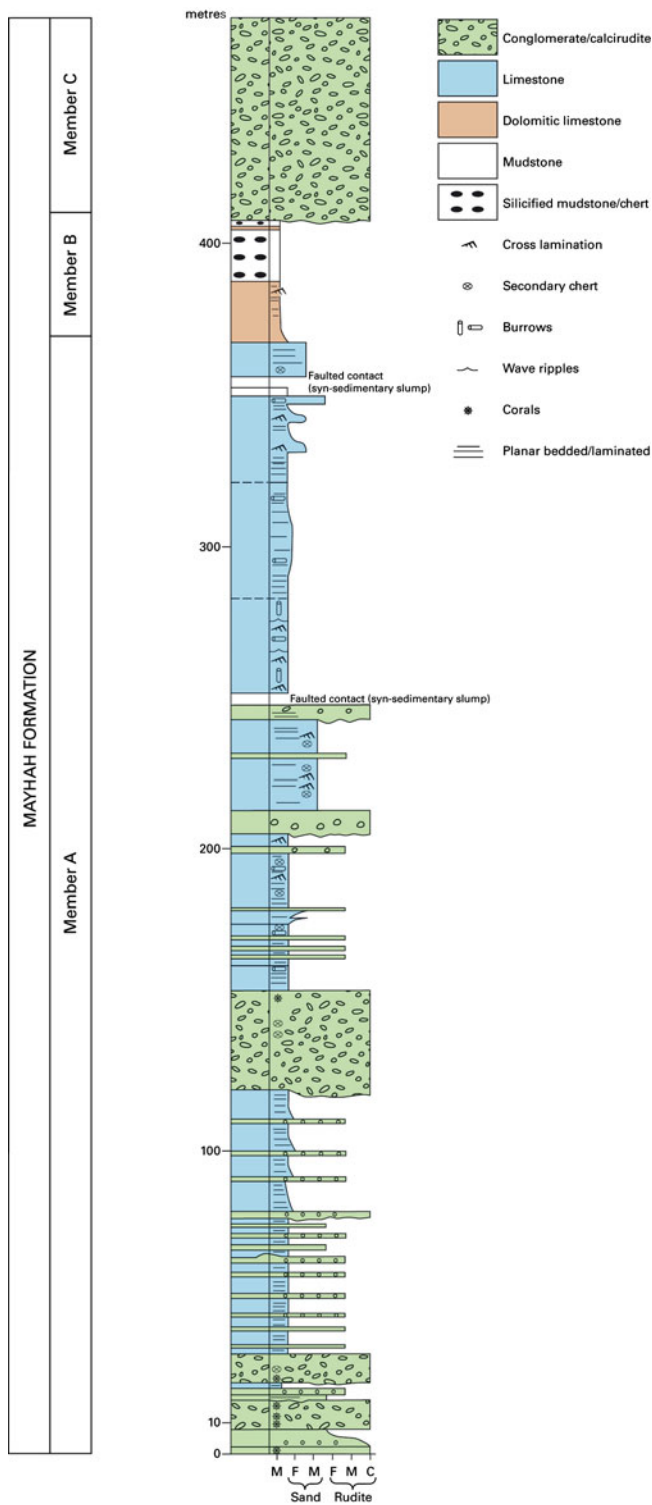 metres
Member C
Member B
MAYHAH FORMATION
Member A
400
300
200
100
10
0
Faulted contact
(syn-sedimentary slump)
Faulted contact (syn-sedimentary slump)
M F M F M C
Sand Rudite
Conglomerate/calcirudite
Limestone
Dolomitic limestone
Mudstone
Silicified mudstone/chert
Cross lamination
Secondary chert
Burrows
Wave ripples
Corals
Planar bedded/laminated